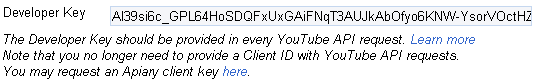 Developer Key AI39si6c_GPL64HoSDQFxUxGAiFNqT3AUJkAbOfyo6KNW-YsorVOctHZ
The Developer Key should be provided in every YouTube API request. Learn more
Note that you no longer need to provide a Client ID with YouTube API requests.
You may request an Apiary client key here.